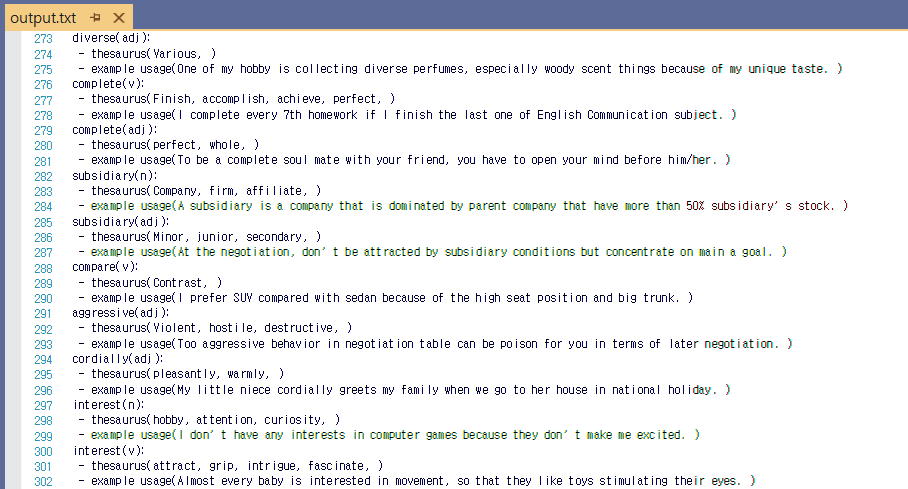 output.txt
273 diverse(adj):
274 - thesaurus(Various, )
275 - example usage(One of my hobby is collecting diverse perfumes, especially woody scent things because of my unique taste. )
276 complete(v):
277 - thesaurus(Finish, accomplish, achieve, perfect, )
278 - example usage(I complete every 7th homework if I finish the last one of English Communication subject. )
279 complete(adj):
280 - thesaurus(perfect, whole, )
281 - example usage(To be a complete soul mate with your friend, you have to open your mind before him/her. )
282 subsidiary(n):
283 - thesaurus(Company, firm, affiliate, )
284 - example usage(A subsidiary is a company that is dominated by parent company that have more than 50% subsidiary’s stock. )
285 subsidiary(adj):
286 - thesaurus(Minor, junior, secondary, )
287 - example usage(At the negotiation, don’t be attracted by subsidiary conditions but concentrate on main a goal. )
288 compare(v):
289 - thesaurus(Contrast, )
290 - example usage(I prefer SUV compared with sedan because of the high seat position and big trunk. )
291 aggressive(adj):
292 - thesaurus(Violent, hostile, destructive, )
293 - example usage(Too aggressive behavior in negotiation table can be poison for you in terms of later negotiation. )
294 cordially(adj):
295 - thesaurus(pleasantly, warmly, )
296 - example usage(My little niece cordially greets my family when we go to her house in national holiday. )
297 interest(n):
298 - thesaurus(hobby, attention, curiosity, )
299 - example usage(I don’t have any interests in computer games because they don’t make me excited. )
300 interest(v):
301 - thesaurus(attract, grip, intrigue, fascinate, )
302 - example usage(Almost every baby is interested in movement, so that they like toys stimulating their eyes. )